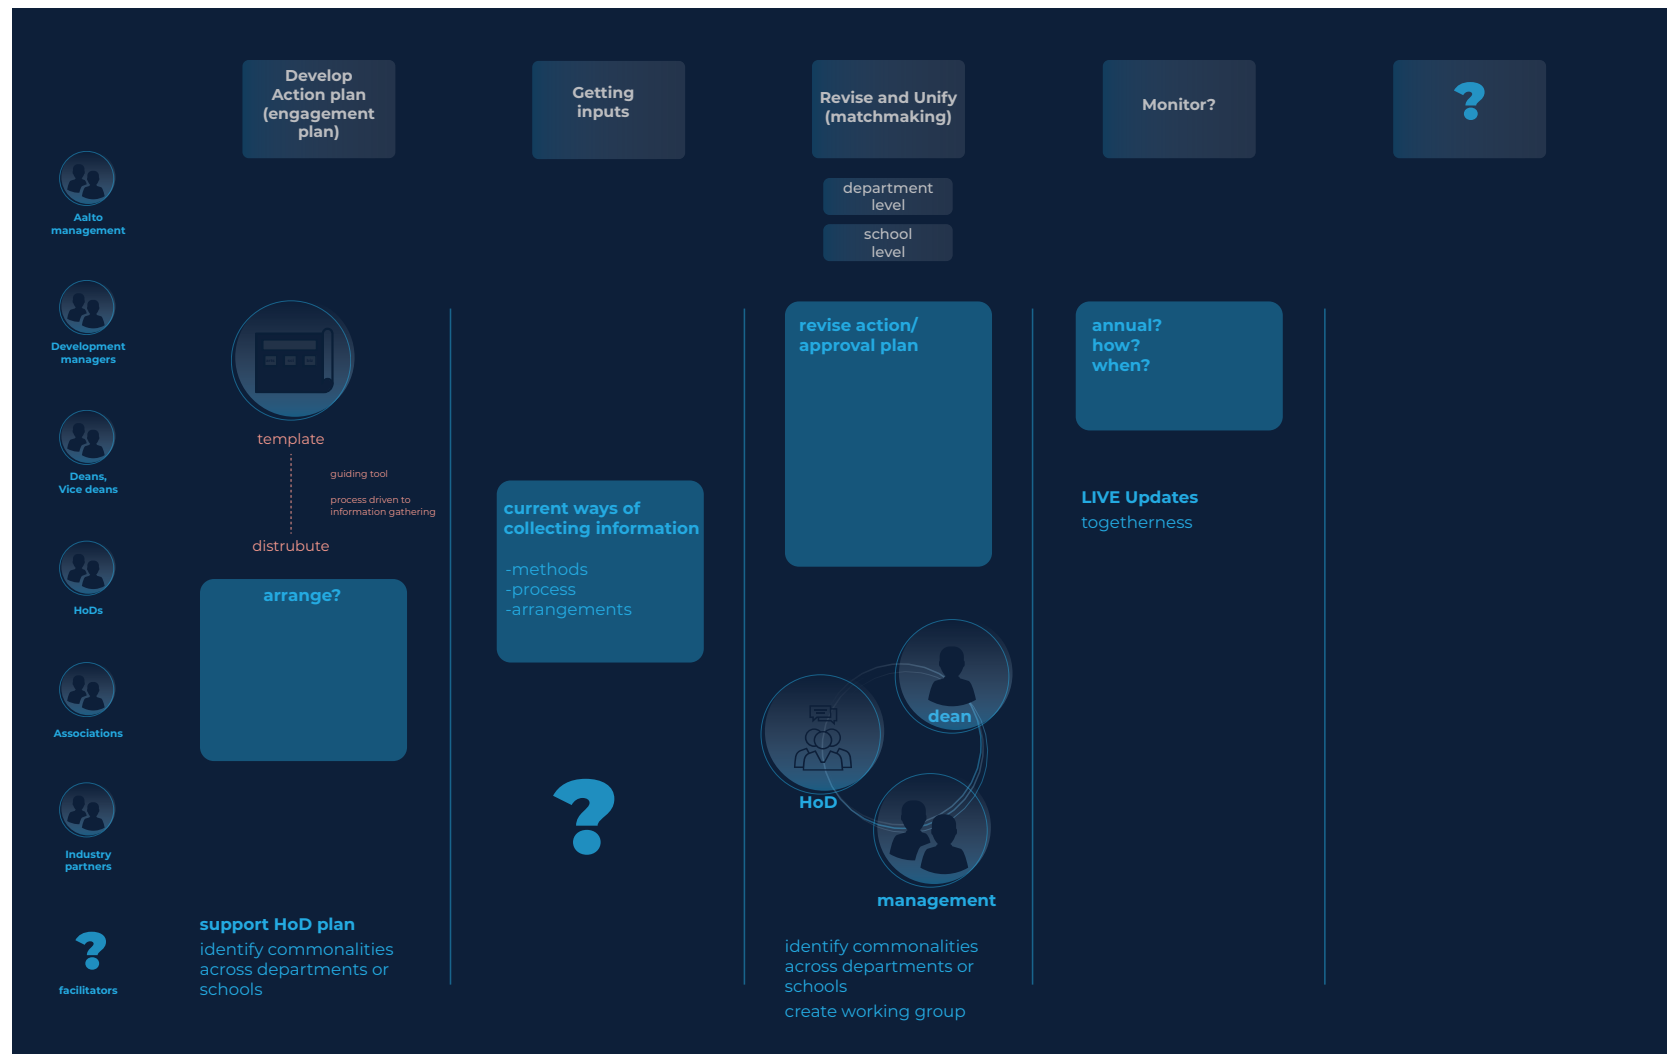 Develop
Action plan
(engagement
plan)
Getting
inputs
Revise and Unify
(matchmaking)
Monitor?
?
department
level
school
level
Aalto
management
Development
managers
Deans,
Vice deans
HoDs
Associations
Industry
partners
?
facilitators
template
guiding tool
process driven to
information gathering
distrubute
arrange?
support HoD plan
identify commonalities
across departments or
schools
current ways of
collecting information
-methods
-process
-arrangements
?
revise action/
approval plan
dean
HoD
management
identify commonalities
across departments or
schools
create working group
annual?
how?
when?
LIVE Updates
togetherness